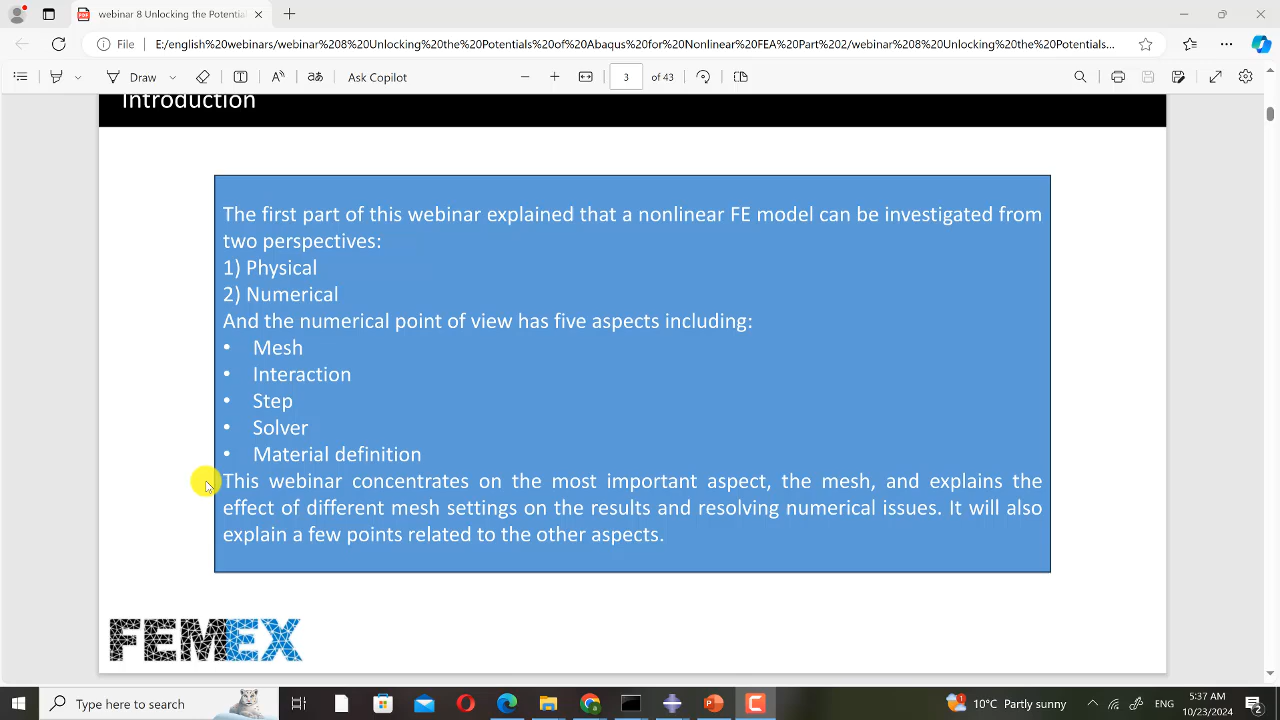 webinar 8 Unlocking the Potentia
File
E:/english%20webinars/webinar%208%20Unlocking%20the%20Potentials%20o%20Abaqus%20for%20Nonlinear%20FEA%20Part%202/webinar%208%20Unlocking%20the%20Potentials...
Draw
Ask Copilot
3 of 43
Introduction
The first part of this webinar explained that a nonlinear FE model can be investigated from
two perspectives:
1) Physical
2) Numerical
And the numerical point of view has five aspects including:
• Mesh
• Interaction
• Step
• Solver
• Material definition
This webinar concentrates on the most important aspect, the mesh, and explains the
effect of different mesh settings on the results and resolving numerical issues. It will also
explain a few points related to the other aspects.
FEMEX
Type here to search
1
10°C Partly sunny
ENG
5:37 AM
10/23/2024
2